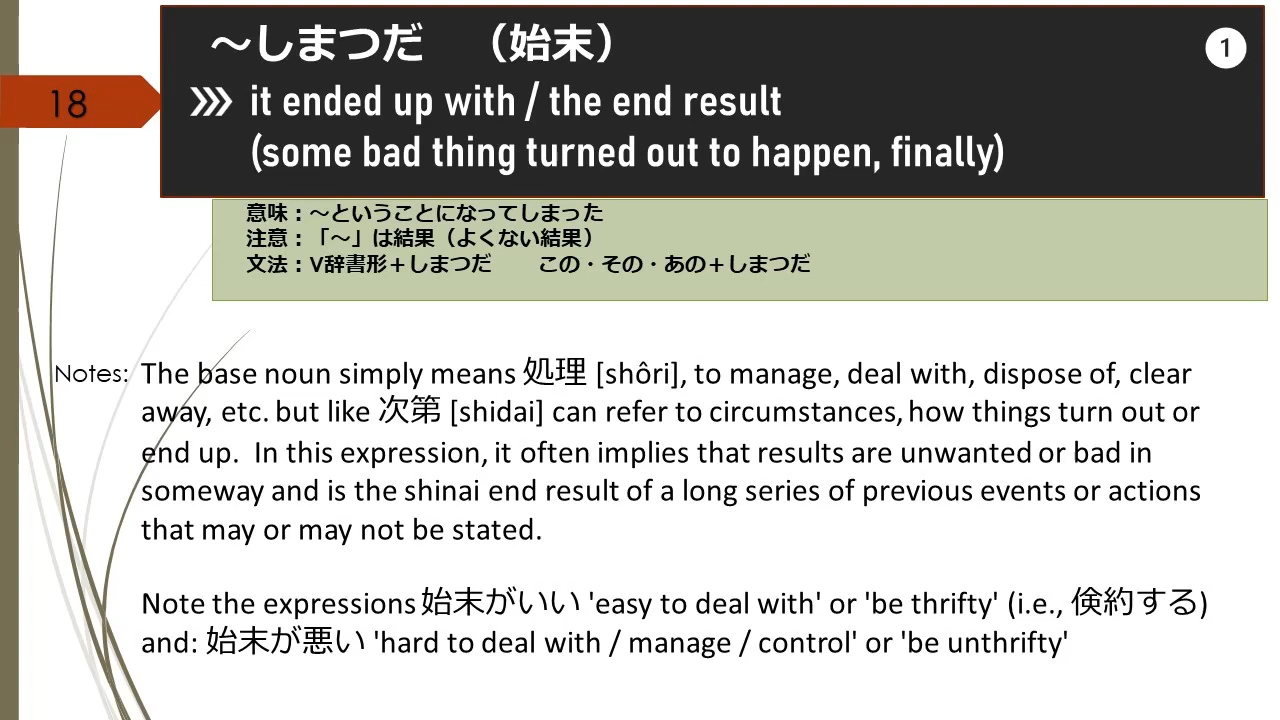 ～しまつだ （始末）
1
18
it ended up with / the end result
(some bad thing turned out to happen, finally)
意味：～ということになってしまった
注意：「～」は結果（よくない結果）
文法：V辞書形＋しまつだ この・その・あの＋しまつだ
Notes: The base noun simply means 処理 [shôri], to manage, deal with, dispose of, clear
away, etc. but like 次第 [shidai] can refer to circumstances, how things turn out or
end up. In this expression, it often implies that results are unwanted or bad in
someway and is the shinai end result of a long series of previous events or actions
that may or may not be stated.
Note the expressions 始末がいい 'easy to deal with' or 'be thrifty' (i.e., 倹約する)
and: 始末が悪い 'hard to deal with / manage / control' or 'be unthrifty'